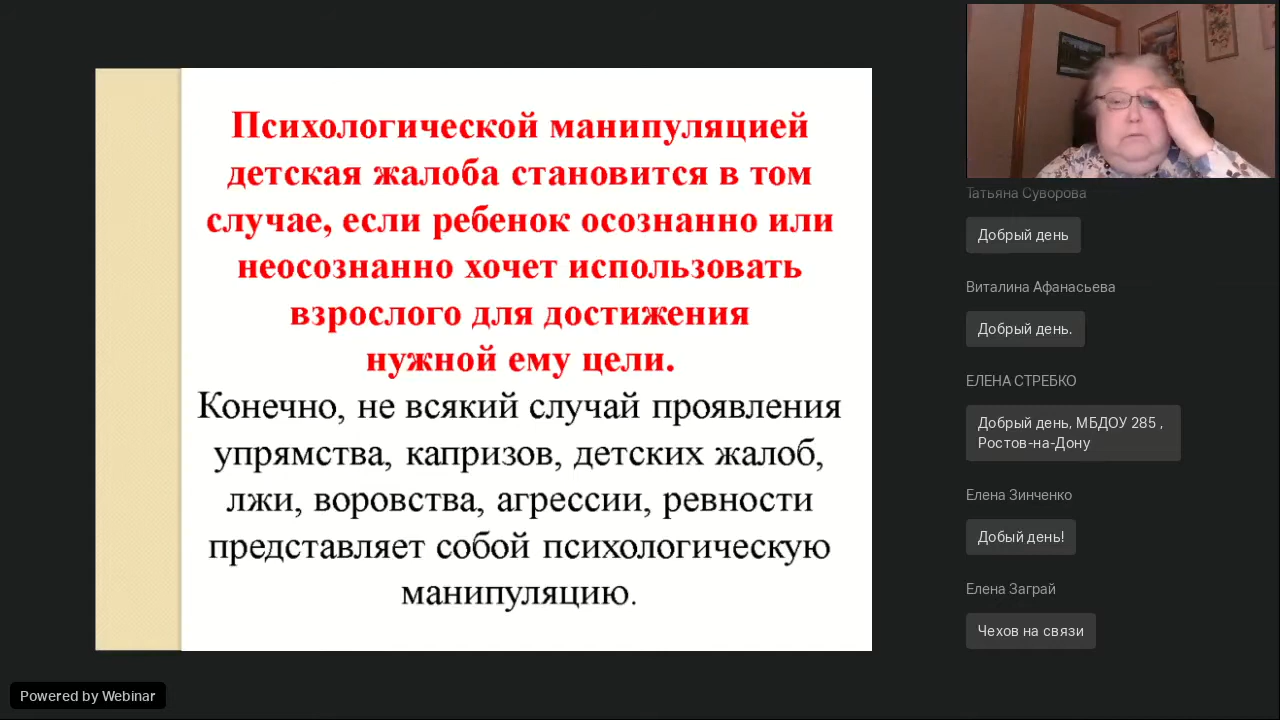 Психологической манипуляцией
детская жалоба становится в том
случае, если ребенок осознанно или
неосознанно хочет использовать
взрослого для достижения
нужной ему цели.
Конечно, не всякий случай проявления
упрямства, капризов, детских жалоб,
лжи, воровства, агрессии, ревности
представляет собой психологическую
манипуляцию.
Татьяна Суворова
Добрый день
Виталина Афанасьева
Добрый день.
ЕЛЕНА СТРЕБКО
Добрый день, МБДОУ 285 ,
Ростов-на-Дону
Елена Зинченко
Добый день!
Елена Заграй
Чехов на связи
Powered by Webinar